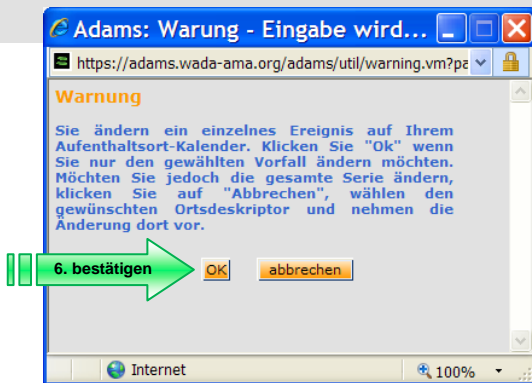 Adams: Warung - Eingabe wird...
https://adams.wada-ama.org/adams/util/warning.vm?pa
Warnung
Sie ändern ein einzelnes Ereignis auf Ihrem
Aufenthaltsort-Kalender. Klicken Sie "Ok" wenn
Sie nur den gewählten Vorfall ändern möchten.
Möchten Sie jedoch die gesamte Serie ändern,
klicken Sie auf "Abbrechen", wählen den
gewünschten Ortsdeskriptor und nehmen die
Änderung dort vor.
6. bestätigen
OK abbrechen
Internet 100%